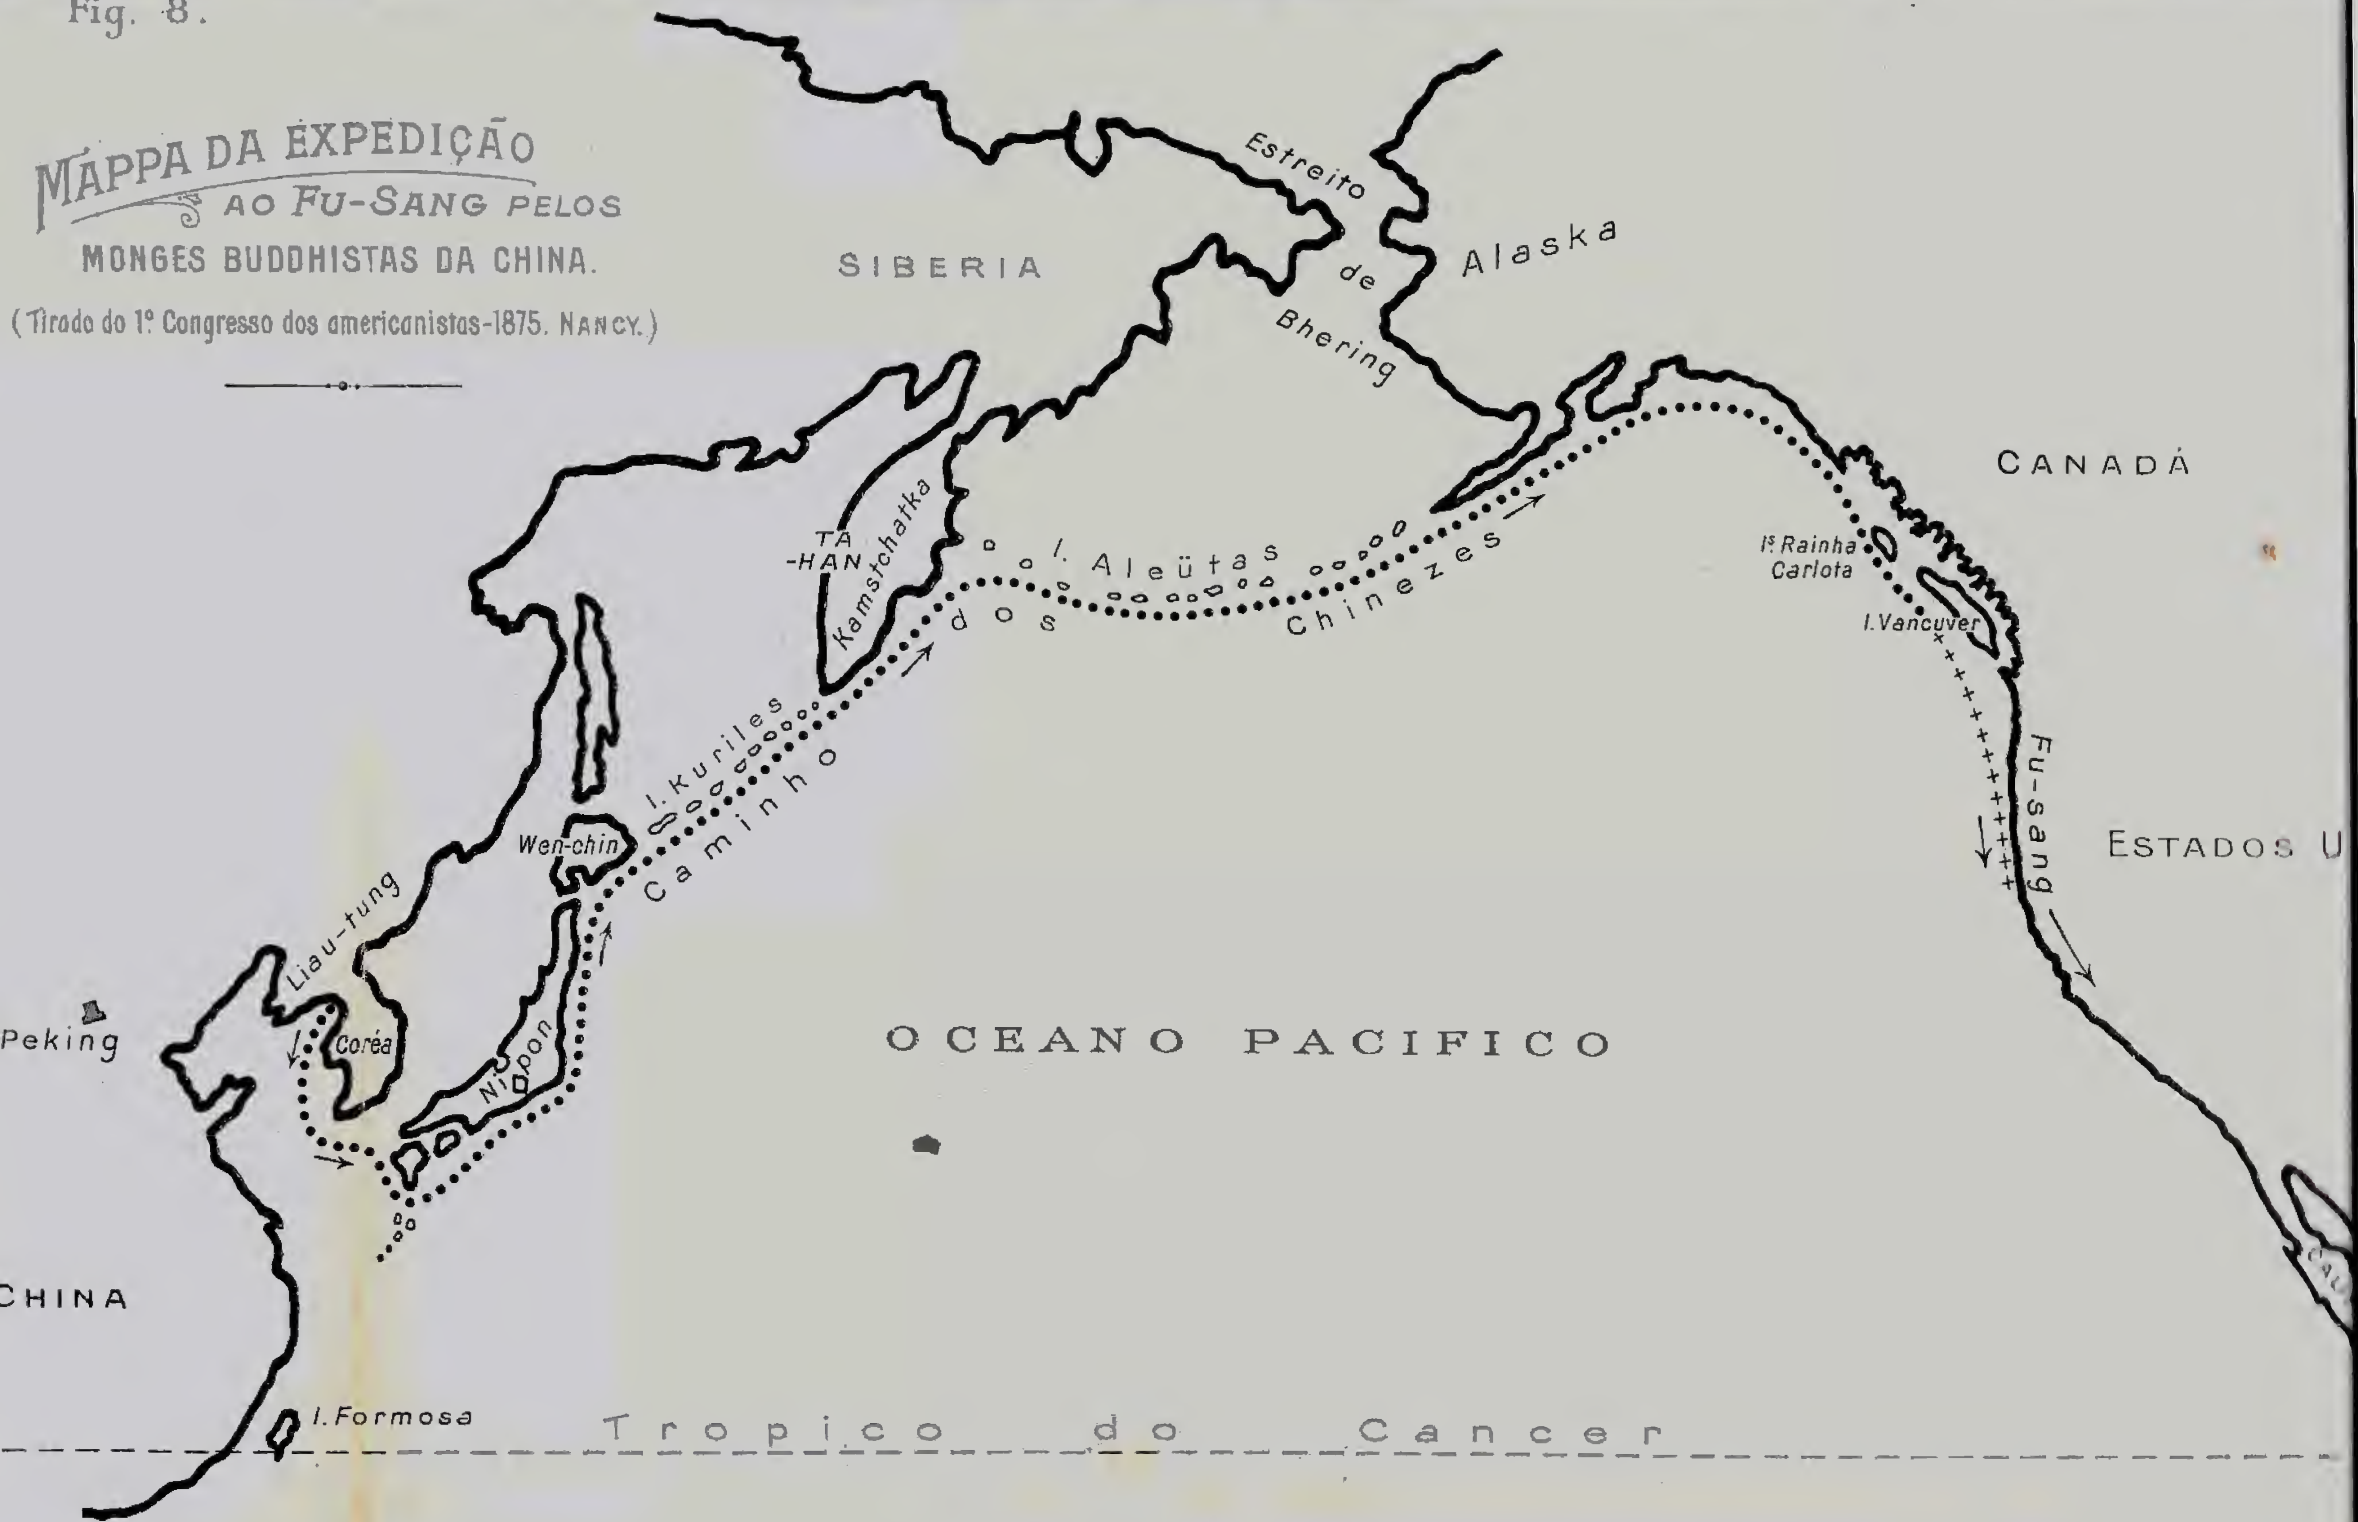 Fig. 8.
MAPPA DA EXPEDIÇÃO
AO FU-SANG PELOS
MONGES BUDDHISTAS DA CHINA.
(Tirado do 1º Congresso dos americanistas-1875. NANCY.)
SIBERIA
Estreito
de
Bhering
Alaska
CANADÁ
TA
-HAN
Kamstchatka
I. Aleütas
Iª Rainha
Carlota
I. Vancuver
I. Kuriles
Caminho dos Chinezes
Wen-chin
Fu-sang
ESTADOS U
Liau-tung
Peking
Coréa
Nippon
OCEANO PACIFICO
CHINA
I. Formosa
Tropico do Cancer